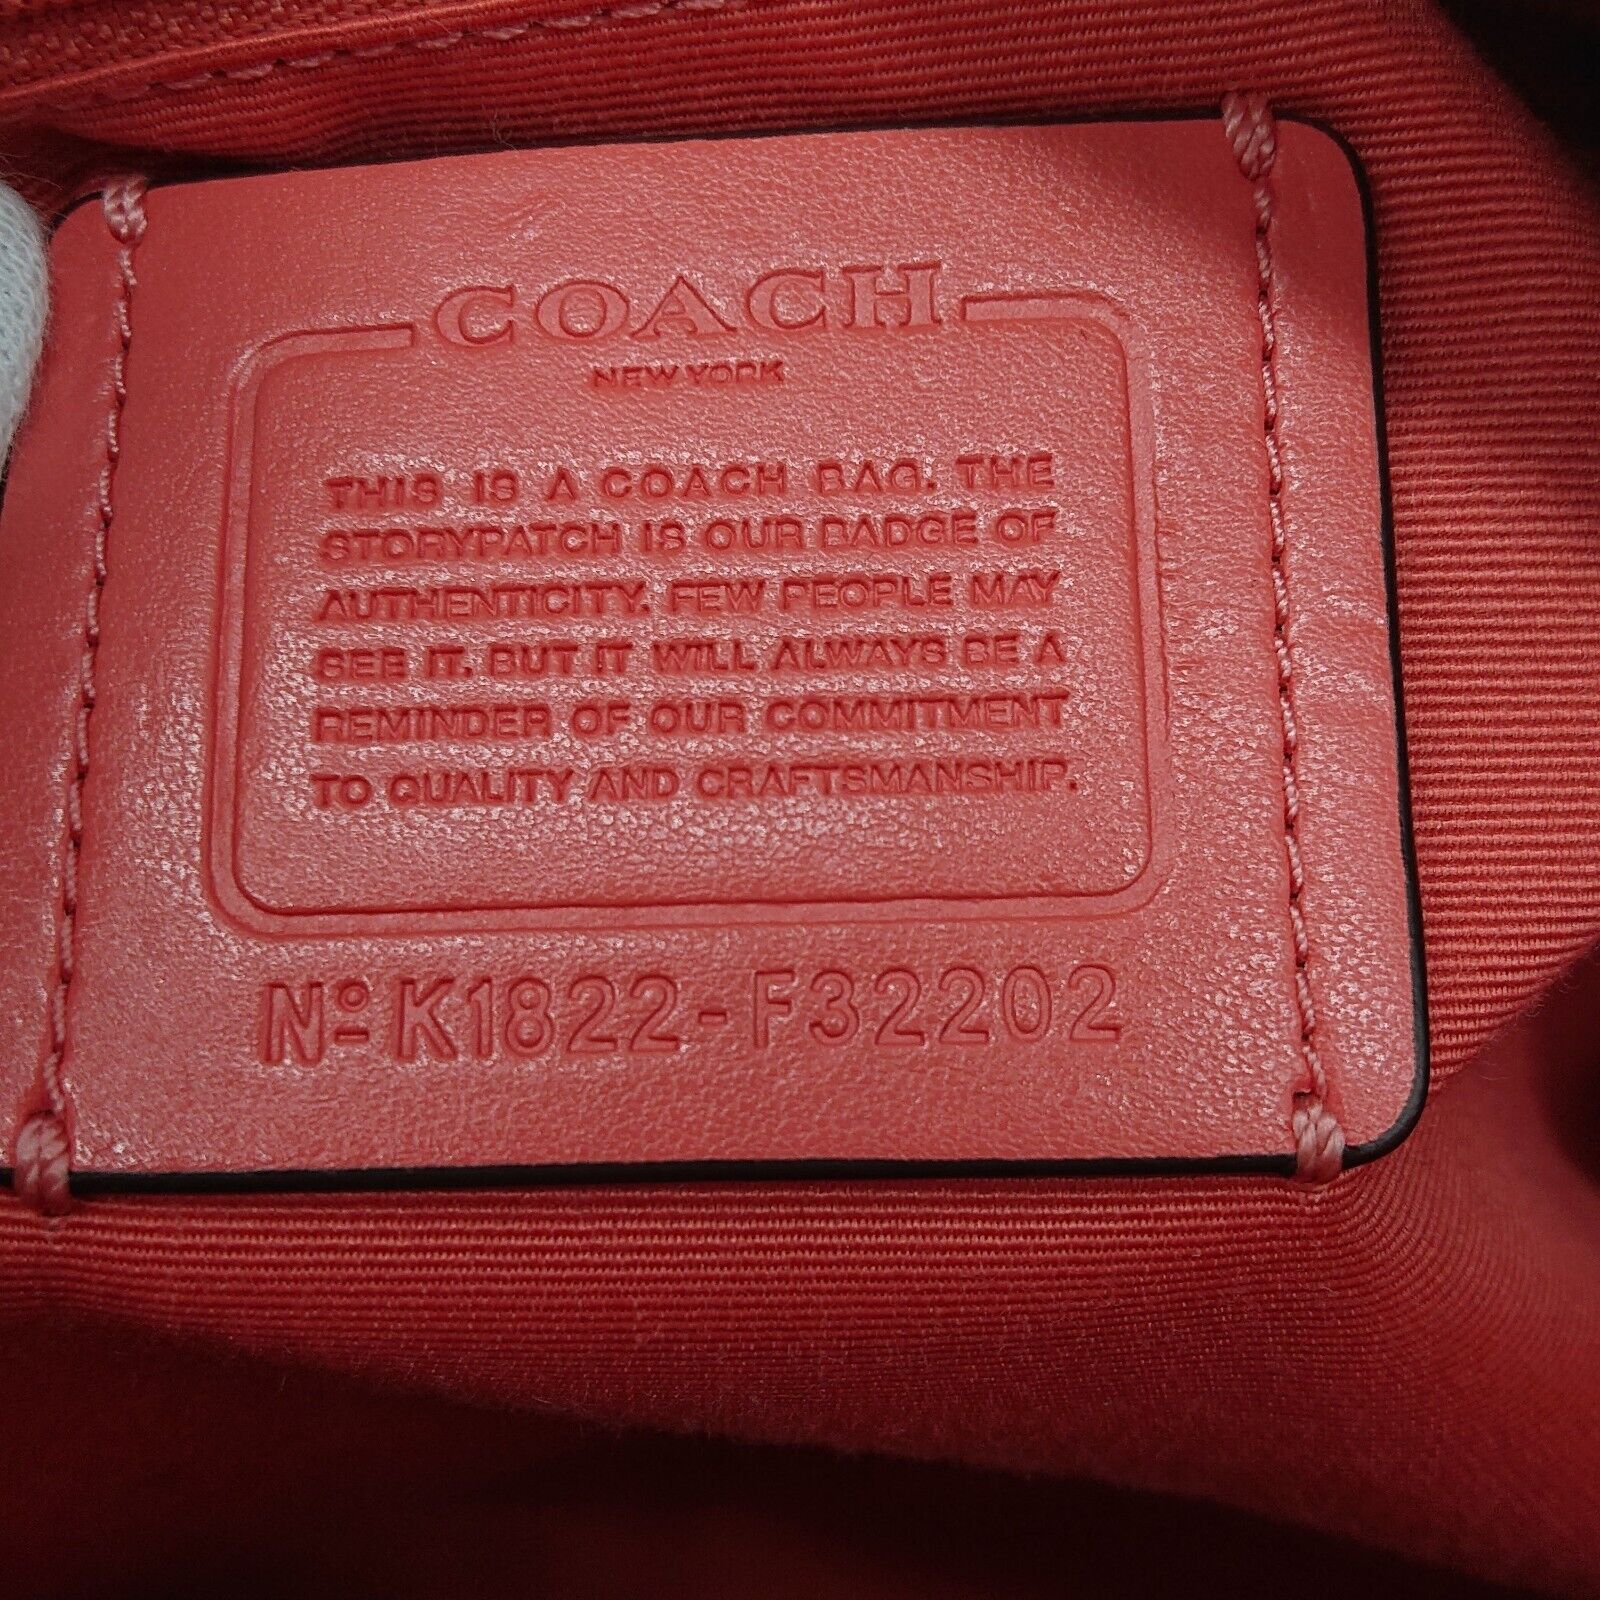 COACH
NEW YORK
THIS IS A COACH BAG. THE
STORYPATCH IS OUR BADGE OF
AUTHENTICITY. FEW PEOPLE MAY
SEE IT. BUT IT WILL ALWAYS BE A
REMINDER OF OUR COMMITMENT
TO QUALITY AND CRAFTSMANSHIP.
Nº K1822-F32202